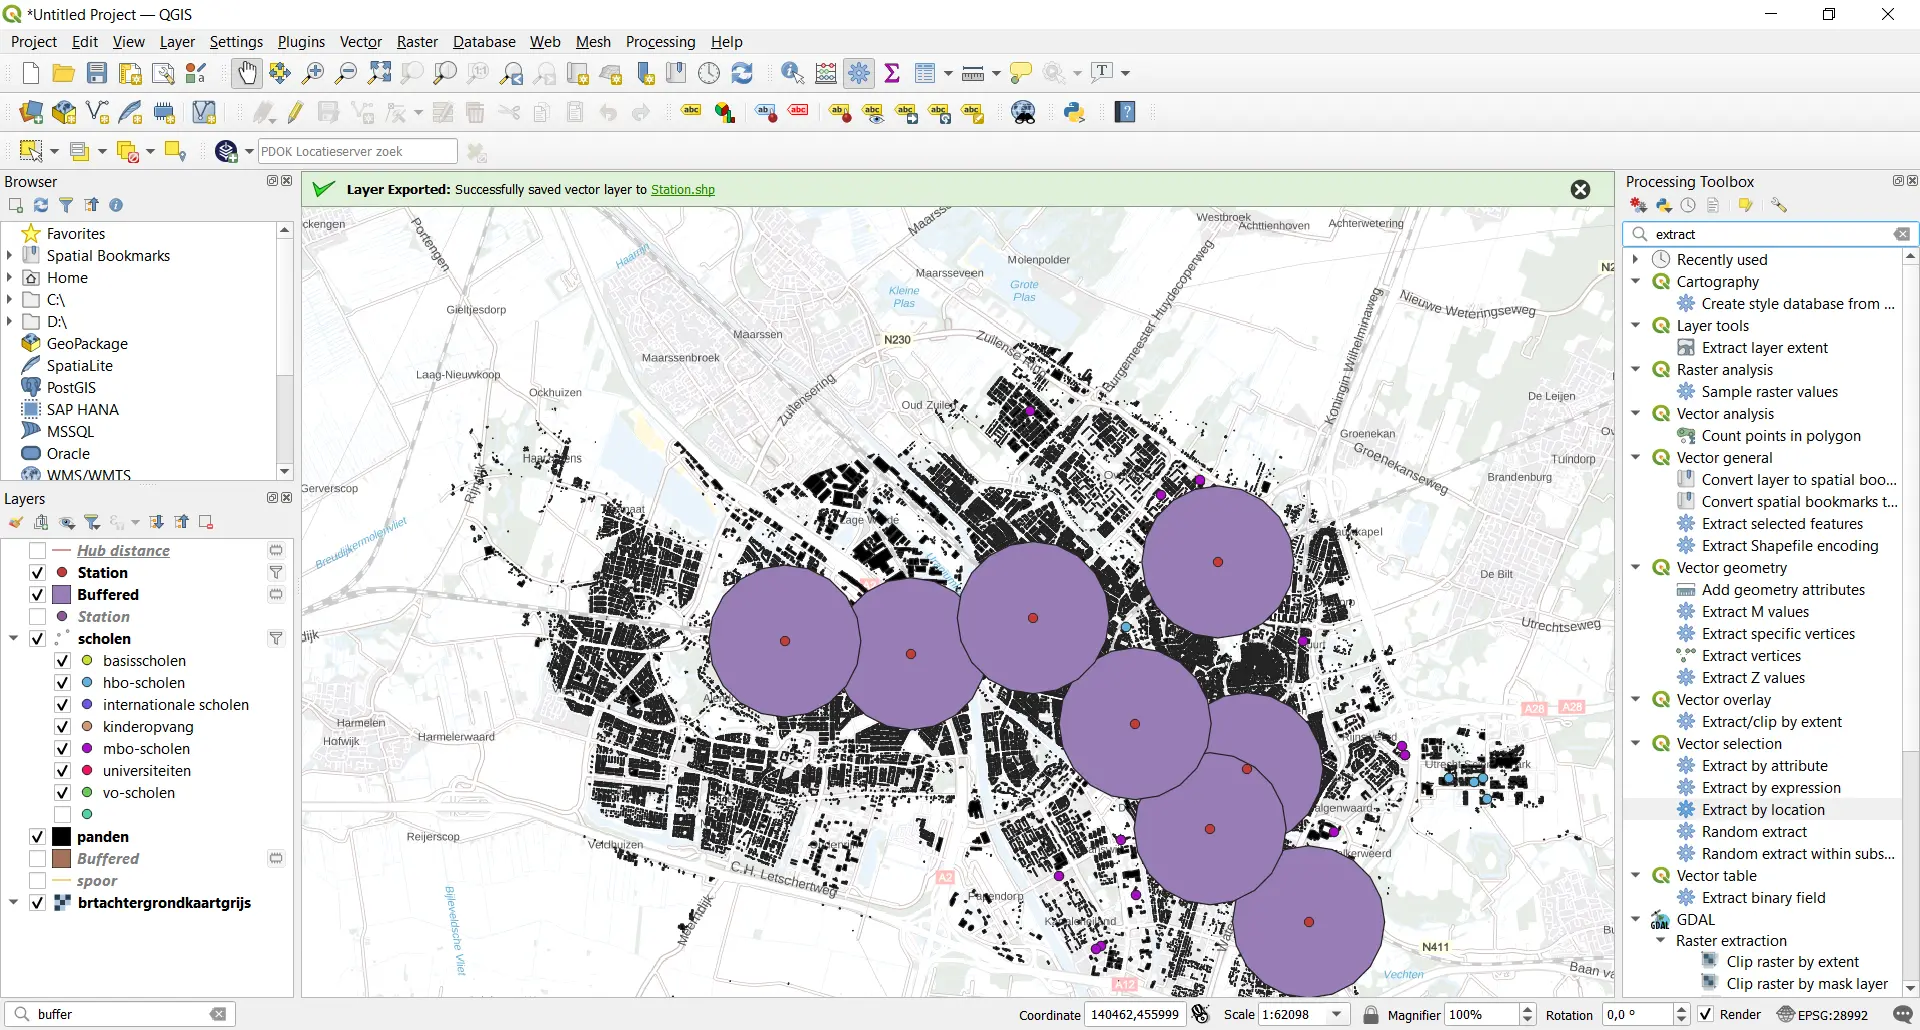 *Untitled Project — QGIS
Project Edit View Layer Settings Plugins Vector Raster Database Web Mesh Processing Help
PDOK Locatieserver zoek
Browser
Favorites
Spatial Bookmarks
Home
C:\
D:\
GeoPackage
SpatiaLite
PostGIS
SAP HANA
MSSQL
Oracle
WMS/WMTS
Layers
Hub distance
Station
Buffered
Station
scholen
basisscholen
hbo-scholen
internationale scholen
kinderopvang
mbo-scholen
universiteiten
vo-scholen
panden
Buffered
spoor
brtachtergrondkaartgrijs
buffer
Layer Exported: Successfully saved vector layer to Station.shp
ckengen
Portengen
Haarrijn
Westbroek
Achttienhoven
Achterwetering
Molenpolder
Maarsseveen
Kleine Plas
Grote Plas
Burgemeester Huydecoperweg
Koningin Wilhelminaweg
Nieuwe Weteringseweg
Gieltjesdorp
Maarssen
N230
Zuilense Ring
Maarssenbroek
Zuilensering
Laag-Nieuwkoop
Ockhuizen
Oud Zuilen
De Leijen
Groenekan
Groenekanseweg
Tuindorp
Brandenburg
Gerverscop
Rijndijk
Lage Weide
Breudijkermolenvliet
De Bilt
Utrechtseweg
Harmelen
Hofwijk
Harmelerwaard
A28
A28
Rijnsweerd
Reijerscop
Veldhuizen
C.H. Letschertweg
A2
Papendorp
Kanaleneiland
Meerndijk
Bijleveldsche Vliet
A12
N411
Vechten
Processing Toolbox
extract
Recently used
Cartography
Create style database from ...
Layer tools
Extract layer extent
Raster analysis
Sample raster values
Vector analysis
Count points in polygon
Vector general
Convert layer to spatial boo...
Convert spatial bookmarks t...
Extract selected features
Extract Shapefile encoding
Vector geometry
Add geometry attributes
Extract M values
Extract specific vertices
Extract vertices
Extract Z values
Vector overlay
Extract/clip by extent
Vector selection
Extract by attribute
Extract by expression
Extract by location
Random extract
Random extract within subs...
Vector table
Extract binary field
GDAL
Raster extraction
Clip raster by extent
Clip raster by mask layer
Coordinate 140462,455999 Scale 1:62098 Magnifier 100% Rotation 0,0 ° Render EPSG:28992